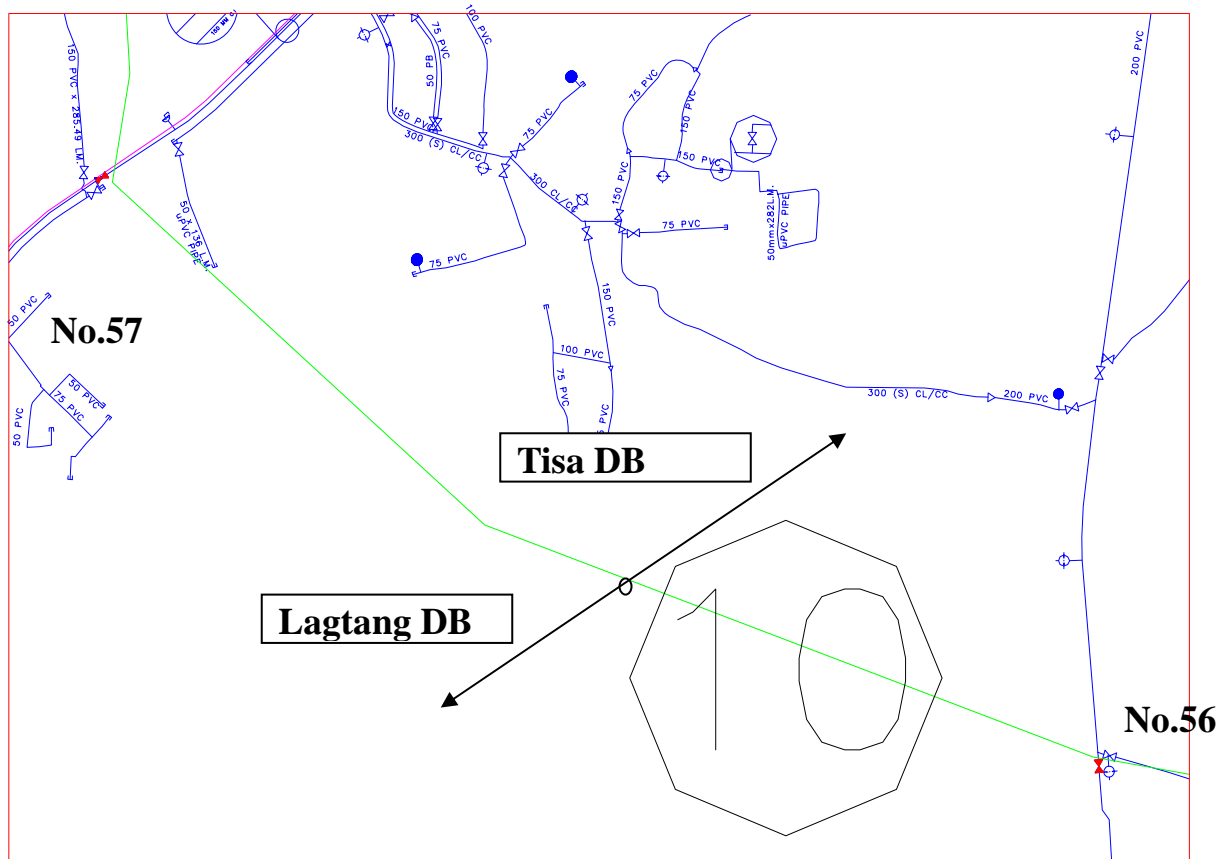 150 PVC x 285.49 LM.
100 MM
75 PVC
50 PB
100 PVC
150 PVC
300 (S) CL/CC
75 PVC
75 PVC
150 PVC
150 PVC
200 PVC
300 CL/CC
150 PVC
75 PVC
50mmx282L.M.
uPVC PIPE
50 x 136 L.M.
uPVC PIPE.
75 PVC
150 PVC
50 PVC
No.57
100 PVC
75 PVC
50 PVC
75 PVC
50 PVC
300 (S) CL/CC
200 PVC
Tisa DB
10
Lagtang DB
No.56